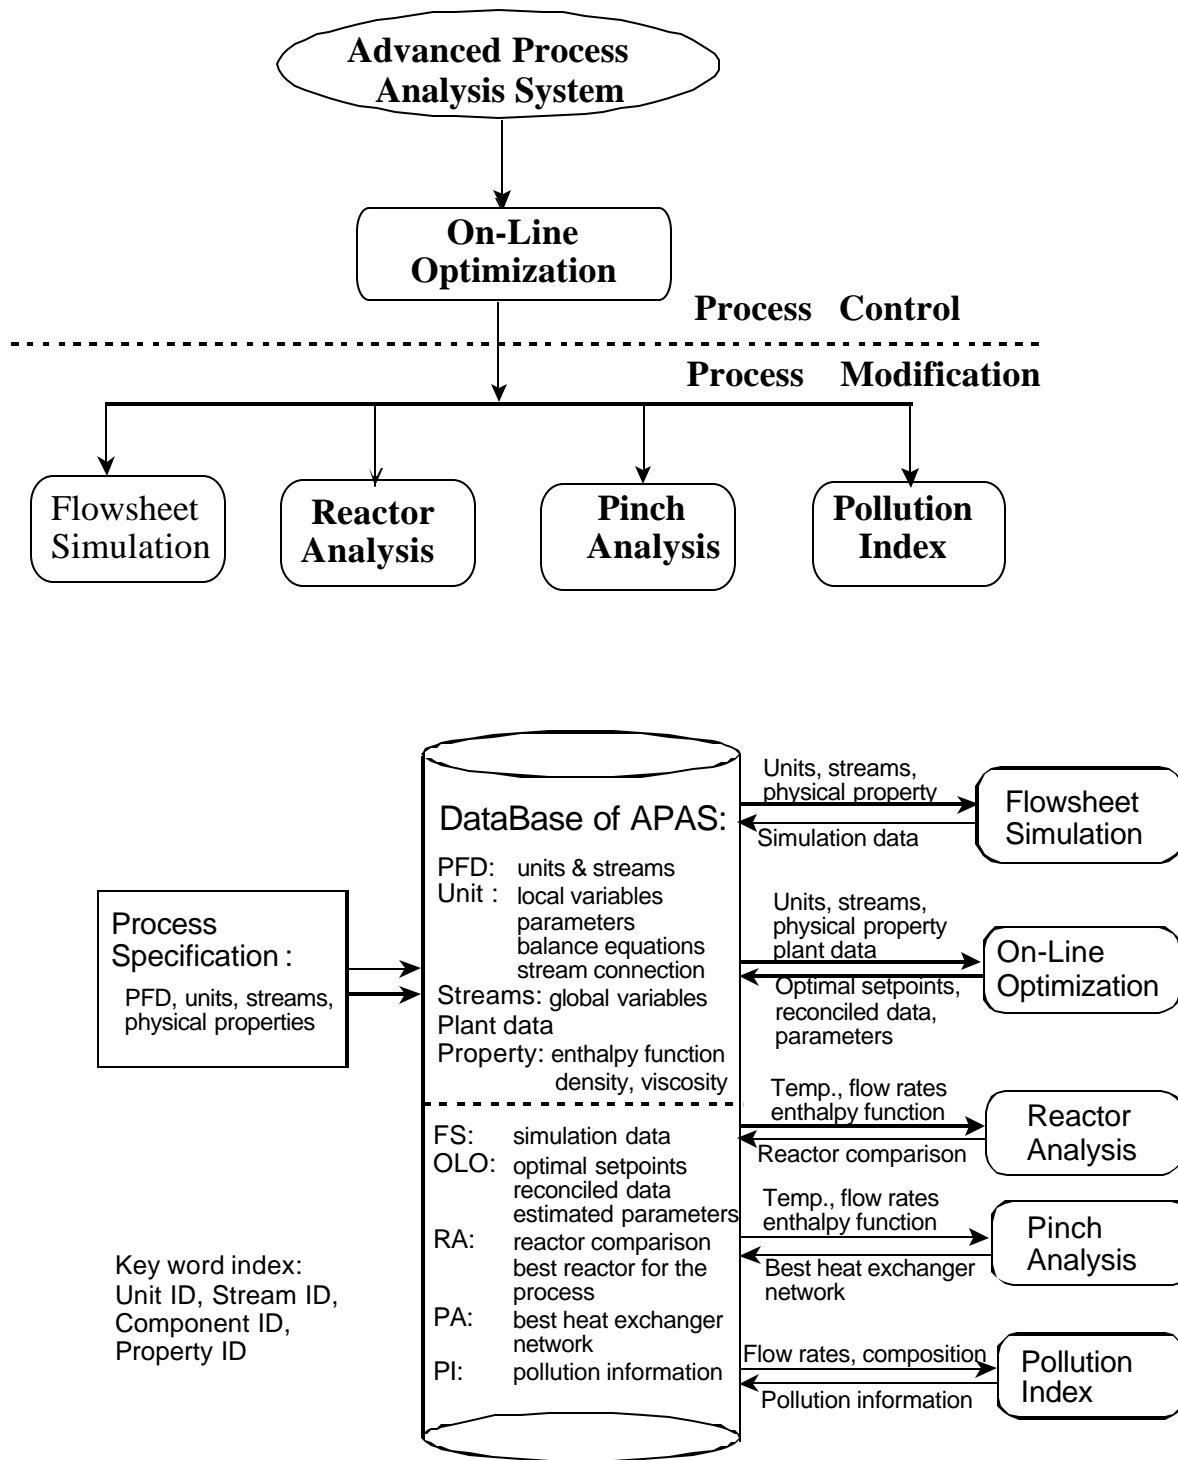 Advanced Process
Analysis System
On-Line
Optimization
Process Control
Process Modification
Flowsheet
Simulation
Reactor
Analysis
Pinch
Analysis
Pollution
Index
DataBase of APAS:
PFD: units & streams
Unit : local variables
parameters
balance equations
stream connection
Streams: global variables
Plant data
Property: enthalpy function
density, viscosity
FS: simulation data
OLO: optimal setpoints
reconciled data
estimated parameters
RA: reactor comparison
best reactor for the
process
PA: best heat exchanger
network
PI: pollution information
Process
Specification :
PFD, units, streams,
physical properties
Key word index:
Unit ID, Stream ID,
Component ID,
Property ID
Units, streams,
physical property
Simulation data
Flowsheet
Simulation
Units, streams,
physical property
plant data
Optimal setpoints,
reconciled data,
parameters
On-Line
Optimization
Temp., flow rates
enthalpy function
Reactor comparison
Reactor
Analysis
Temp., flow rates
enthalpy function
Best heat exchanger
network
Pinch
Analysis
Flow rates, composition
Pollution information
Pollution
Index